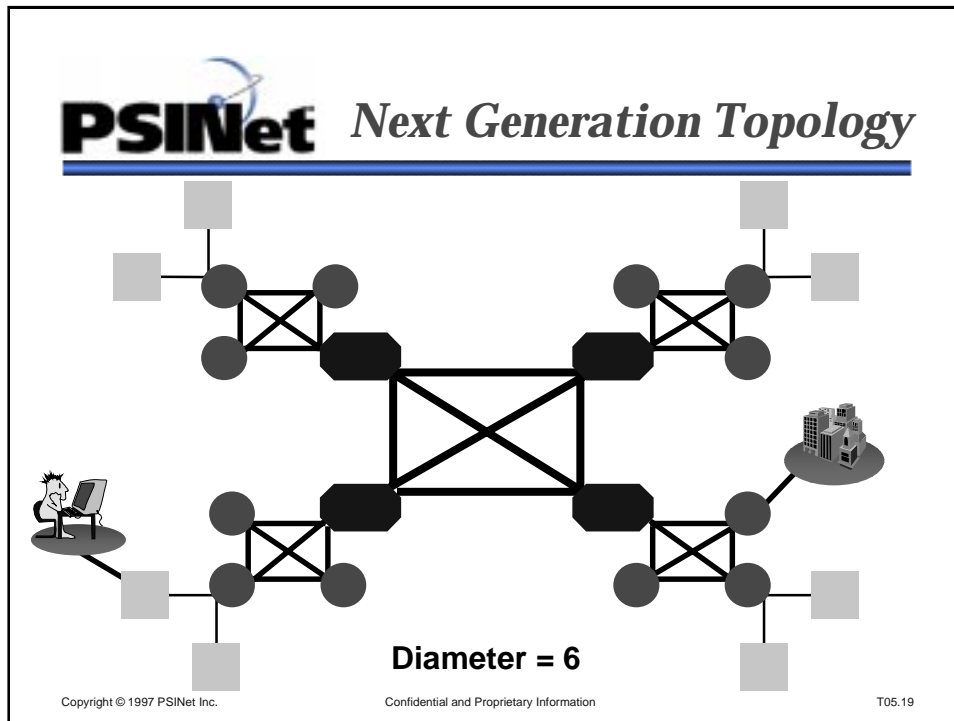 PSINet
Next Generation Topology
Diameter = 6
Copyright © 1997 PSINet Inc.
Confidential and Proprietary Information
T05.19